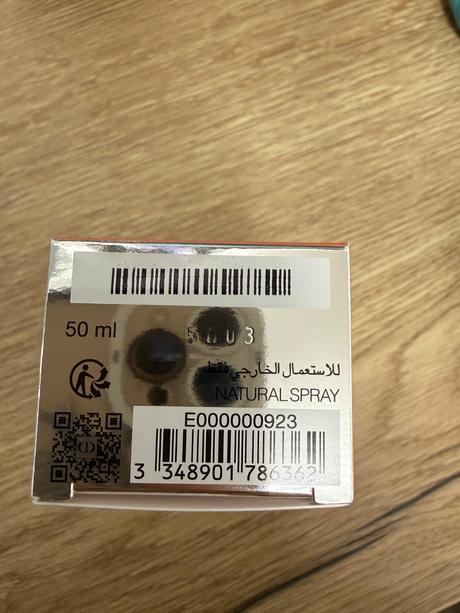 50 ml
للاستعمال الخارجي فقط
NATURAL SPRAY
E000000923
3 348901 786362